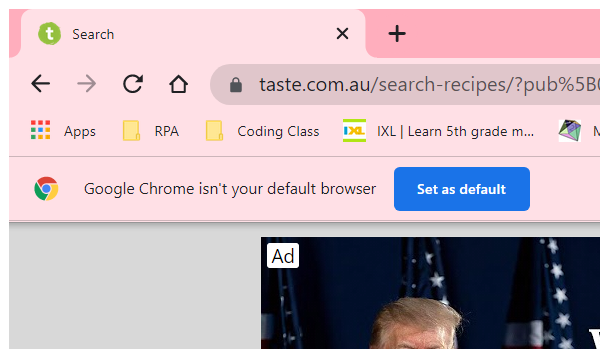 t Search
taste.com.au/search-recipes/?pub%5B
Apps RPA Coding Class IXL IXL | Learn 5th grade m...
Google Chrome isn't your default browser Set as default
Ad